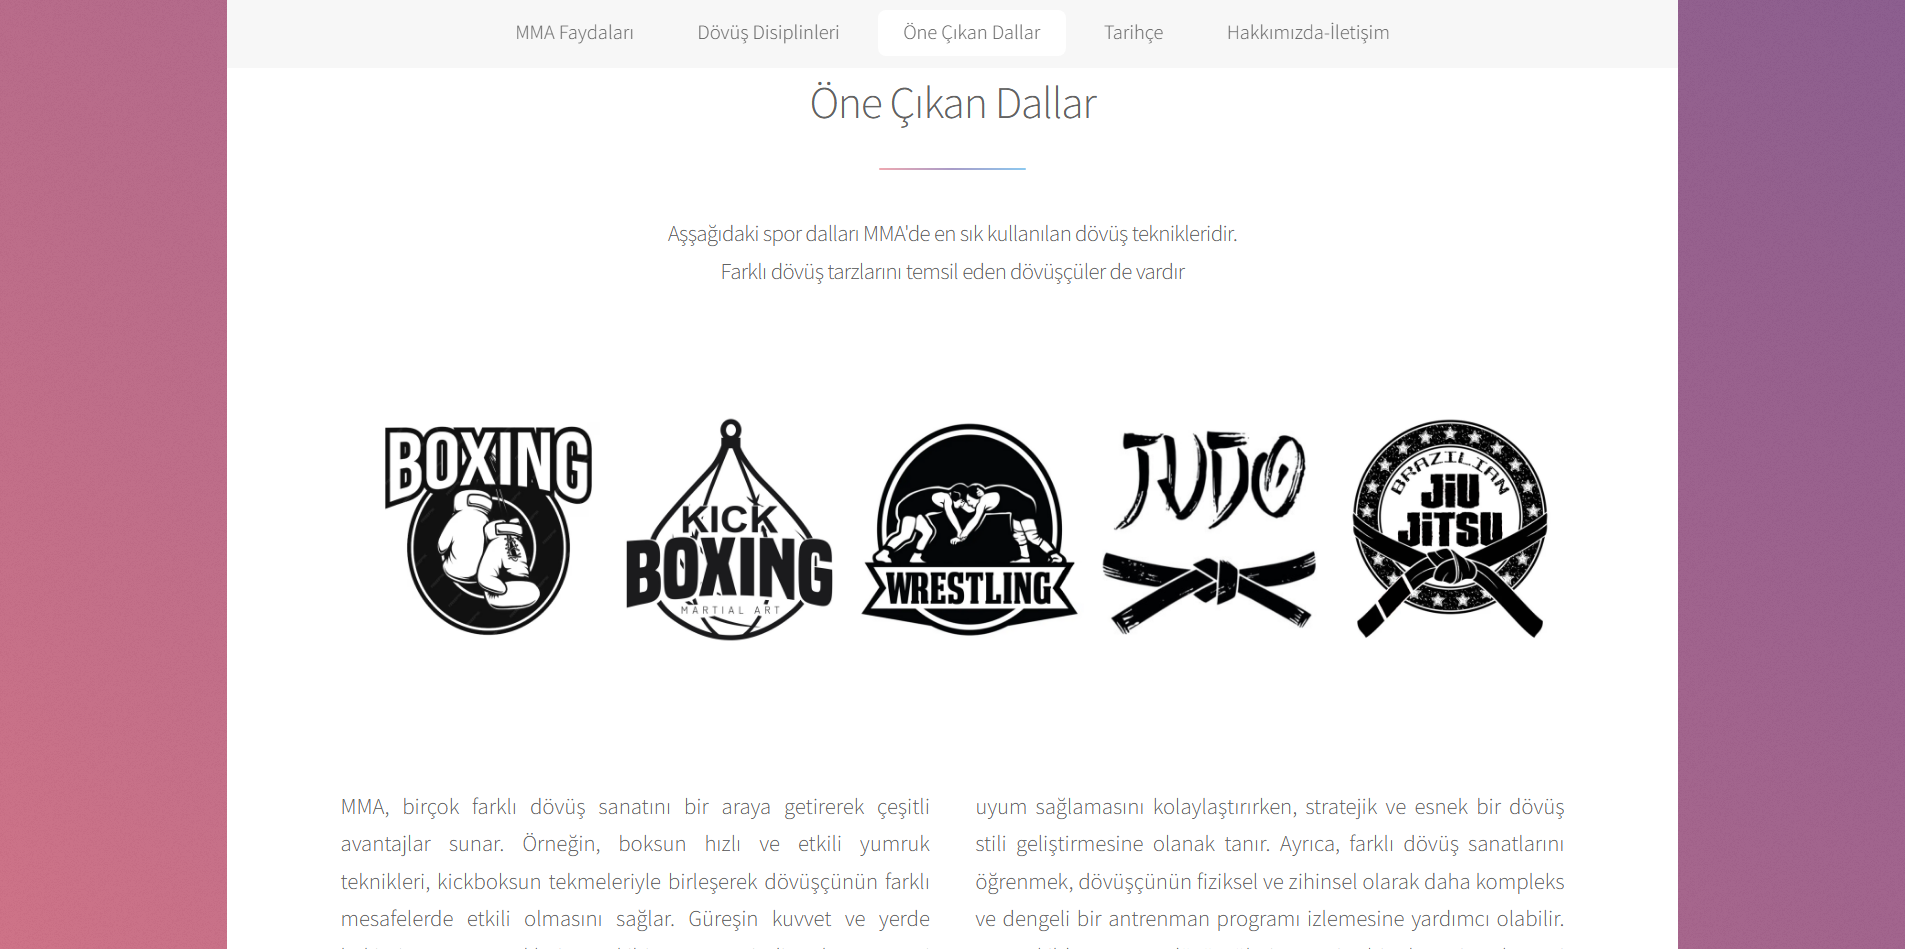 MMA Faydaları
Dövüş Disiplinleri
Öne Çıkan Dallar
Tarihçe
Hakkımızda-İletişim
Öne Çıkan Dallar
Aşşağıdaki spor dalları MMA'de en sık kullanılan dövüş teknikleridir.
Farklı dövüş tarzlarını temsil eden dövüşçüler de vardır
BOXING
KICK
BOXING
MARTIAL ART
WRESTLING
JUDO
BRAZILIAN
JiU
JiTSU
MMA, birçok farklı dövüş sanatını bir araya getirerek çeşitli
avantajlar sunar. Örneğin, boksun hızlı ve etkili yumruk
teknikleri, kickboksun tekmeleriyle birleşerek dövüşçünün farklı
mesafelerde etkili olmasını sağlar. Güreşin kuvvet ve yerde
uyum sağlamasını kolaylaştırırken, stratejik ve esnek bir dövüş
stili geliştirmesine olanak tanır. Ayrıca, farklı dövüş sanatlarını
öğrenmek, dövüşçünün fiziksel ve zihinsel olarak daha kompleks
ve dengeli bir antrenman programı izlemesine yardımcı olabilir.